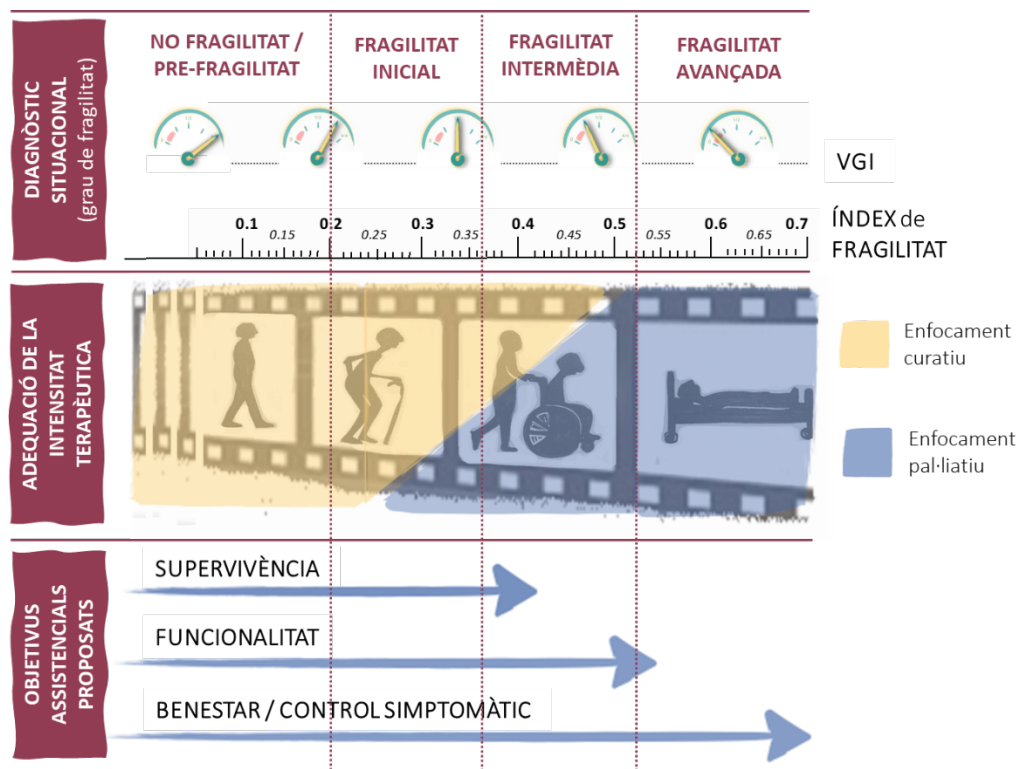 DIAGNÒSTIC
SITUACIONAL
(grau de fragilitat)
NO FRAGILITAT /
PRE-FRAGILITAT
FRAGILITAT
INICIAL
FRAGILITAT
INTERMÈDIA
FRAGILITAT
AVANÇADA
VGI
0.1 0.2 0.3 0.4 0.5 0.6 0.7
0.15 0.25 0.35 0.45 0.55 0.65
ÍNDEX de
FRAGILITAT
ADEQUACIÓ DE LA
INTENSITAT
TERAPÈUTICA
Enfocament
curatiu
Enfocament
pal·liatiu
OBJETIVUS
ASSISTENCIALS
PROPOSATS
SUPERVIVÈNCIA
FUNCIONALITAT
BENESTAR / CONTROL SIMPTOMÀTIC